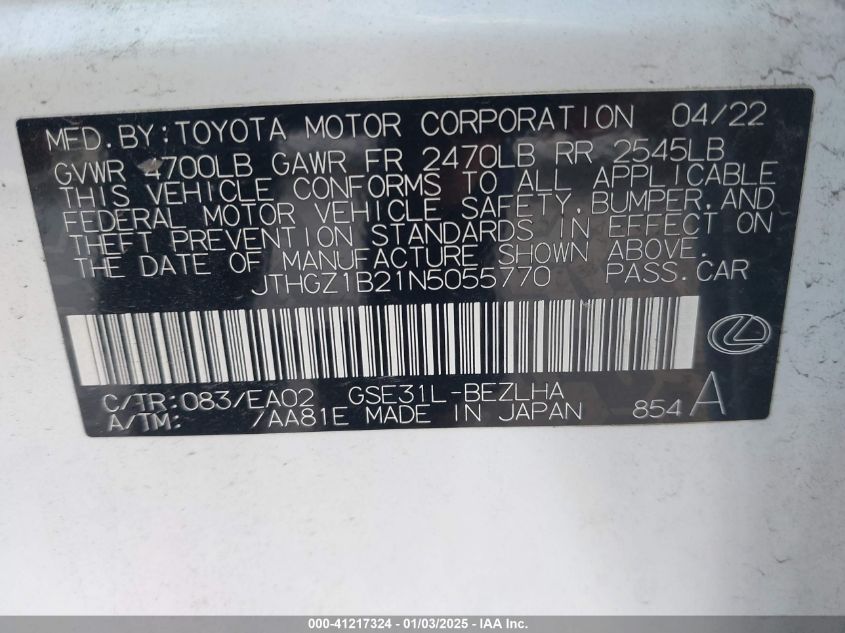 MFD. BY: TOYOTA MOTOR CORPORATION 04/22
GVWR 4700LB GAWR FR 2470LB RR 2545LB
THIS VEHICLE CONFORMS TO ALL APPLICABLE
FEDERAL MOTOR VEHICLE SAFETY, BUMPER, AND
THEFT PREVENTION STANDARDS IN EFFECT ON
THE DATE OF MANUFACTURE SHOWN ABOVE.
JTHGZ1B21N5055770 PASS. CAR
C/TR: 083/EA02 GSE31L-BEZLHA
A/TM: /AA81E MADE IN JAPAN 854 A
000-41217324 - 01/03/2025 - IAA Inc.